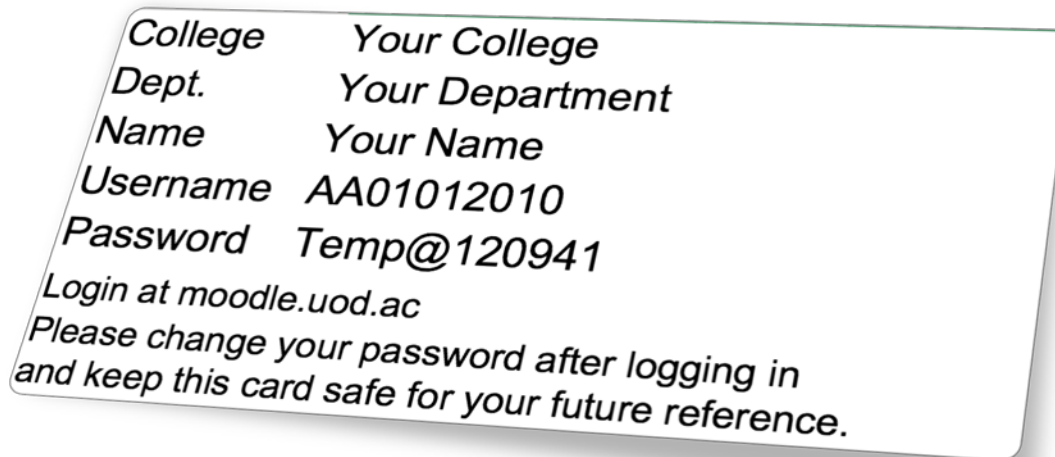 College Your College
Dept. Your Department
Name Your Name
Username AA01012010
Password Temp@120941
Login at moodle.uod.ac
Please change your password after logging in
and keep this card safe for your future reference.